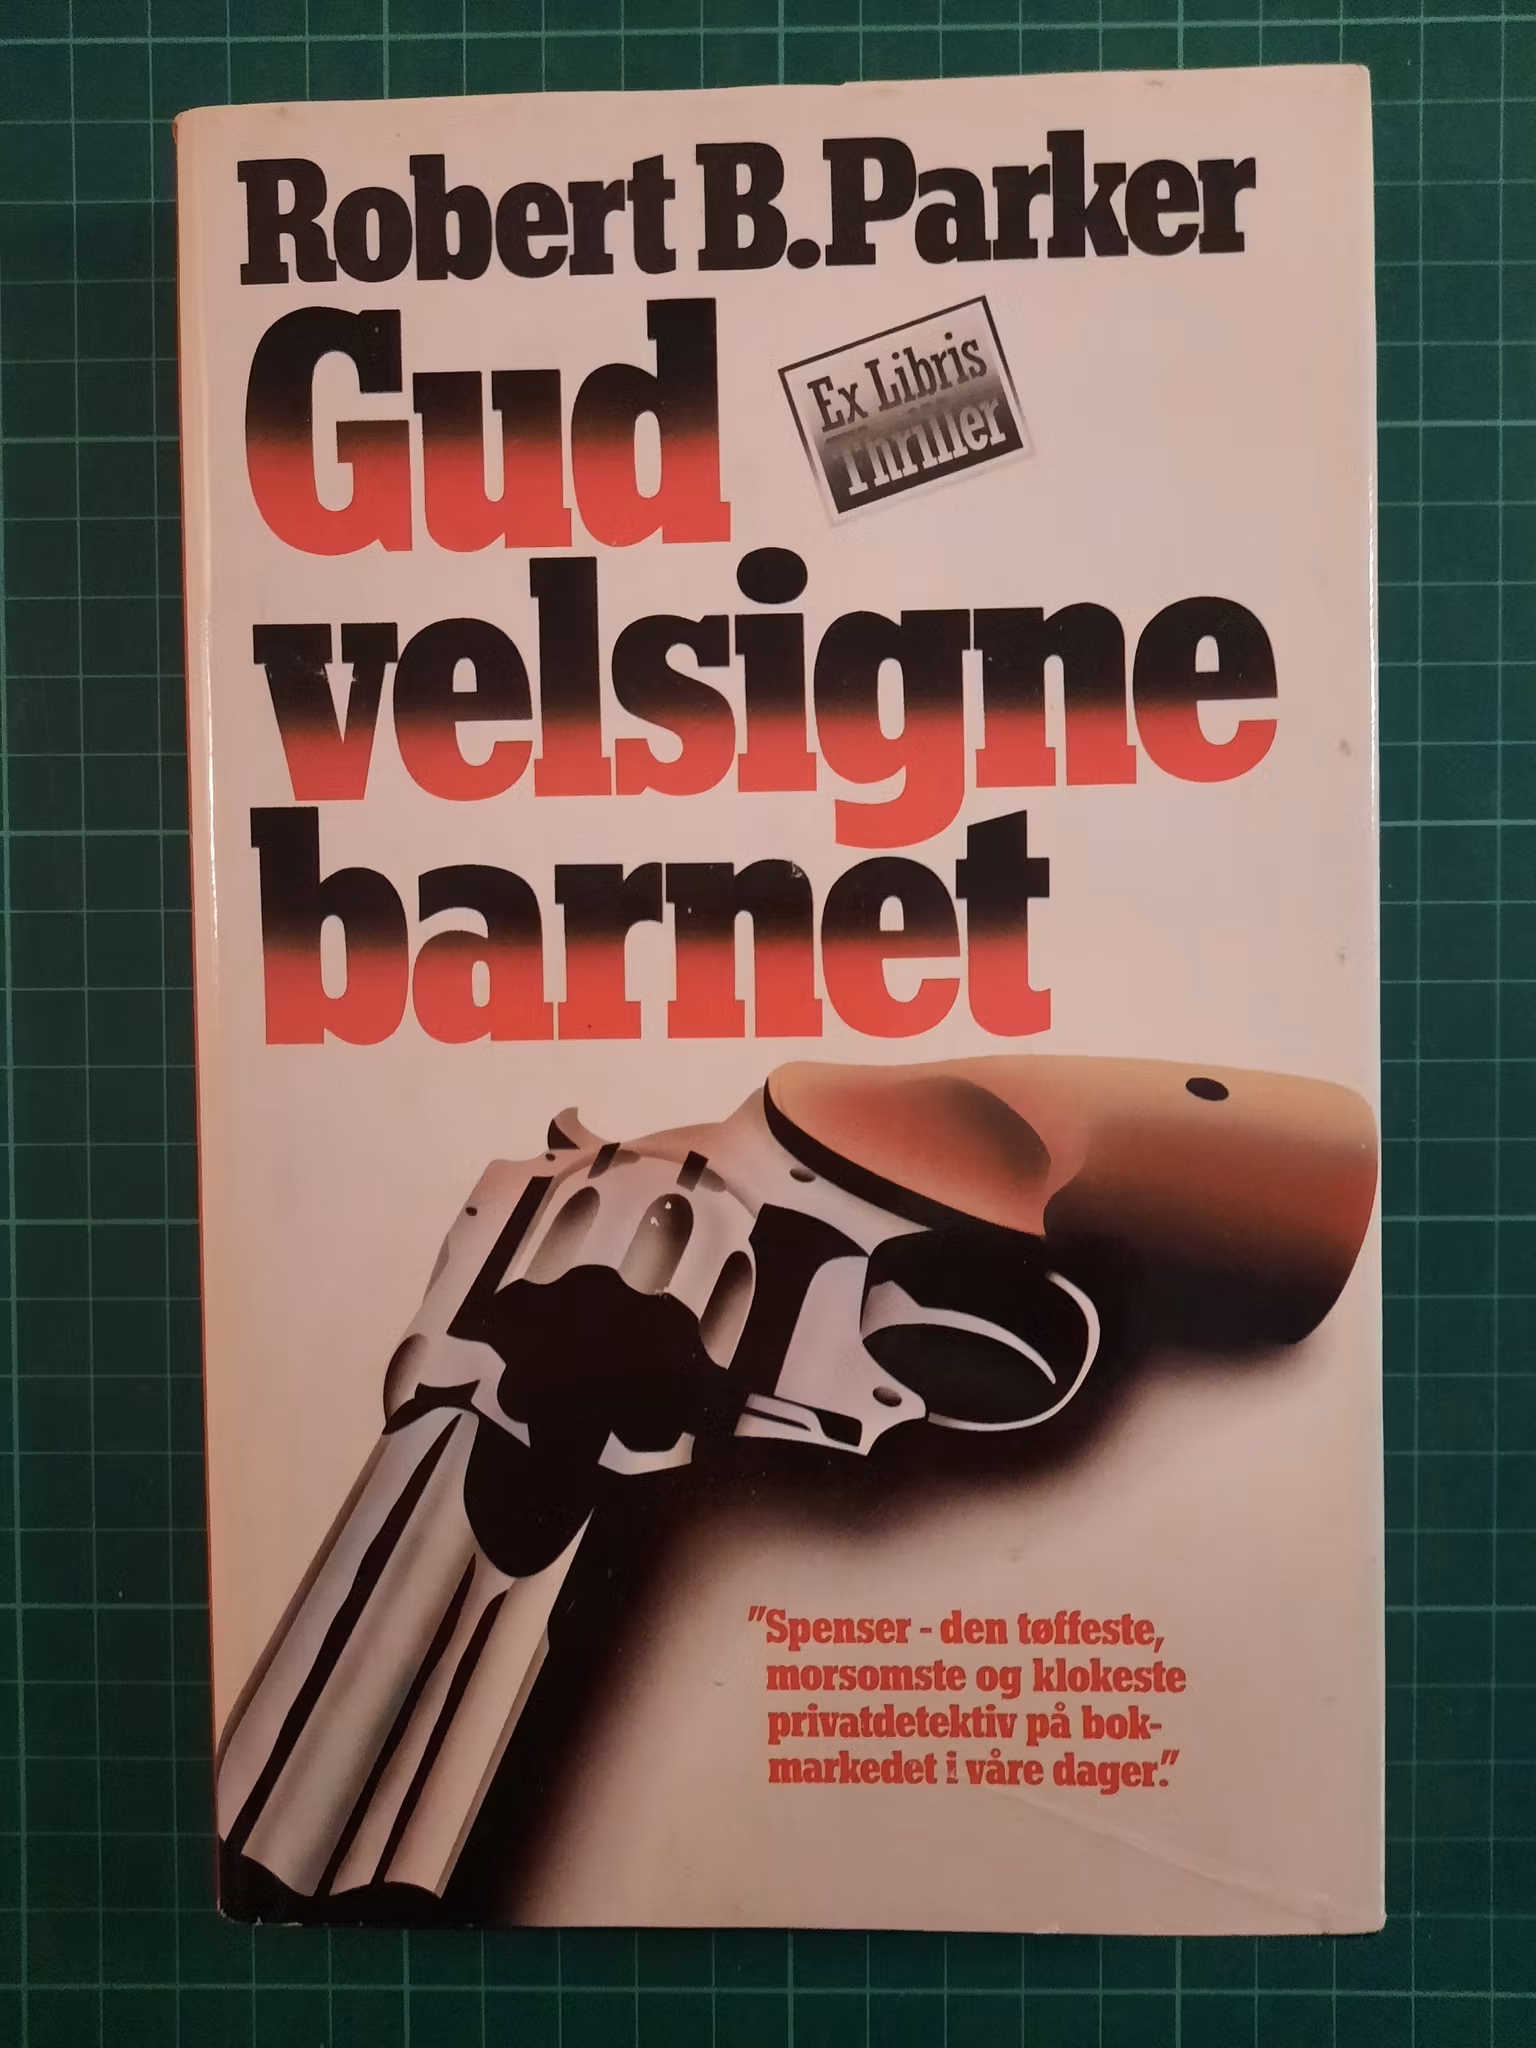 Robert B. Parker
Gud
Ex Libris
Thriller
velsigne
barnet
"Spenser - den tøffeste,
morsomste og klokeste
privatdetektiv på bok-
markedet i våre dager."